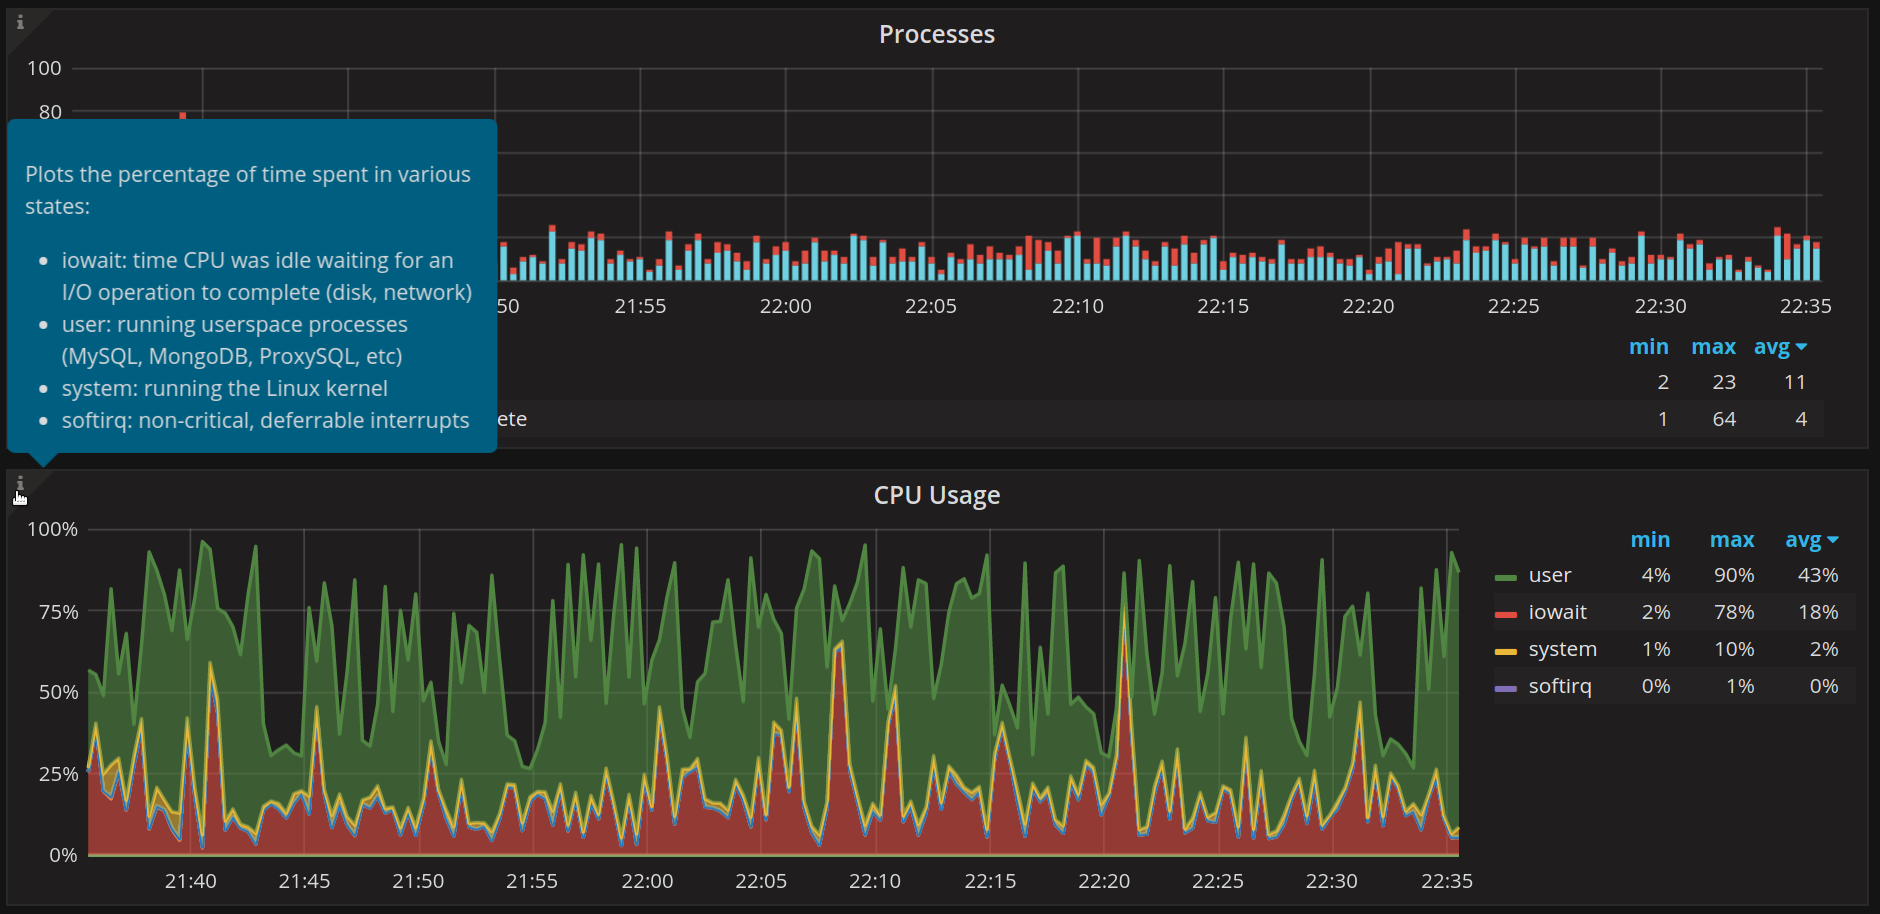 Processes
100
80
Plots the percentage of time spent in various
states:
• iowait: time CPU was idle waiting for an
I/O operation to complete (disk, network)
• user: running userspace processes
(MySQL, MongoDB, ProxySQL, etc)
• system: running the Linux kernel
• softirq: non-critical, deferrable interrupts
50 21:55 22:00 22:05 22:10 22:15 22:20 22:25 22:30 22:35
min max avg
2 23 11
ete 1 64 4
CPU Usage
100%
75%
50%
25%
0%
21:40 21:45 21:50 21:55 22:00 22:05 22:10 22:15 22:20 22:25 22:30 22:35
min max avg
user 4% 90% 43%
iowait 2% 78% 18%
system 1% 10% 2%
softirq 0% 1% 0%